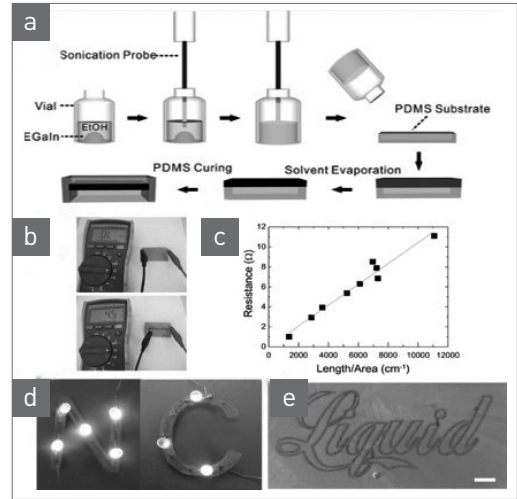 a
Sonication Probe
Vial
EtOH
EGaIn
PDMS Substrate
PDMS Curing
Solvent Evaporation
b
c
Resistance (Ω)
12
10
8
6
4
2
0
0 2000 4000 6000 8000 10000 12000
Length/Area (cm⁻¹)
d
N C
e
Liquid